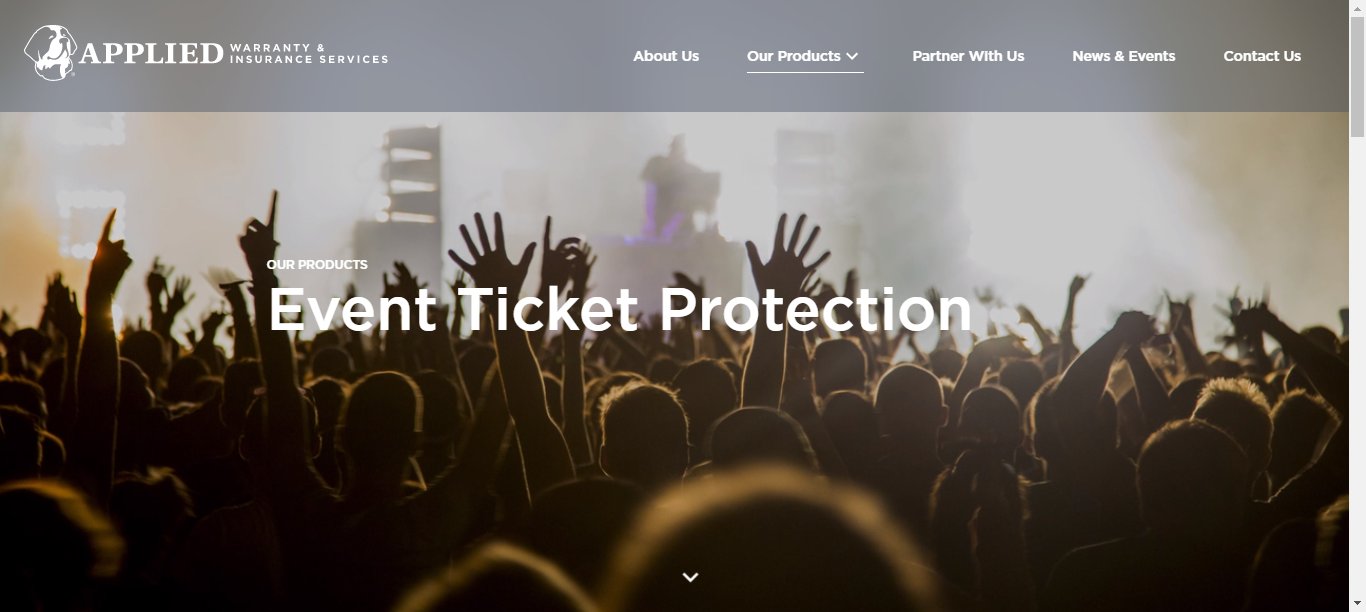 APPLIED WARRANTY &
INSURANCE SERVICES
About Us
Our Products
Partner With Us
News & Events
Contact Us
OUR PRODUCTS
Event Ticket Protection